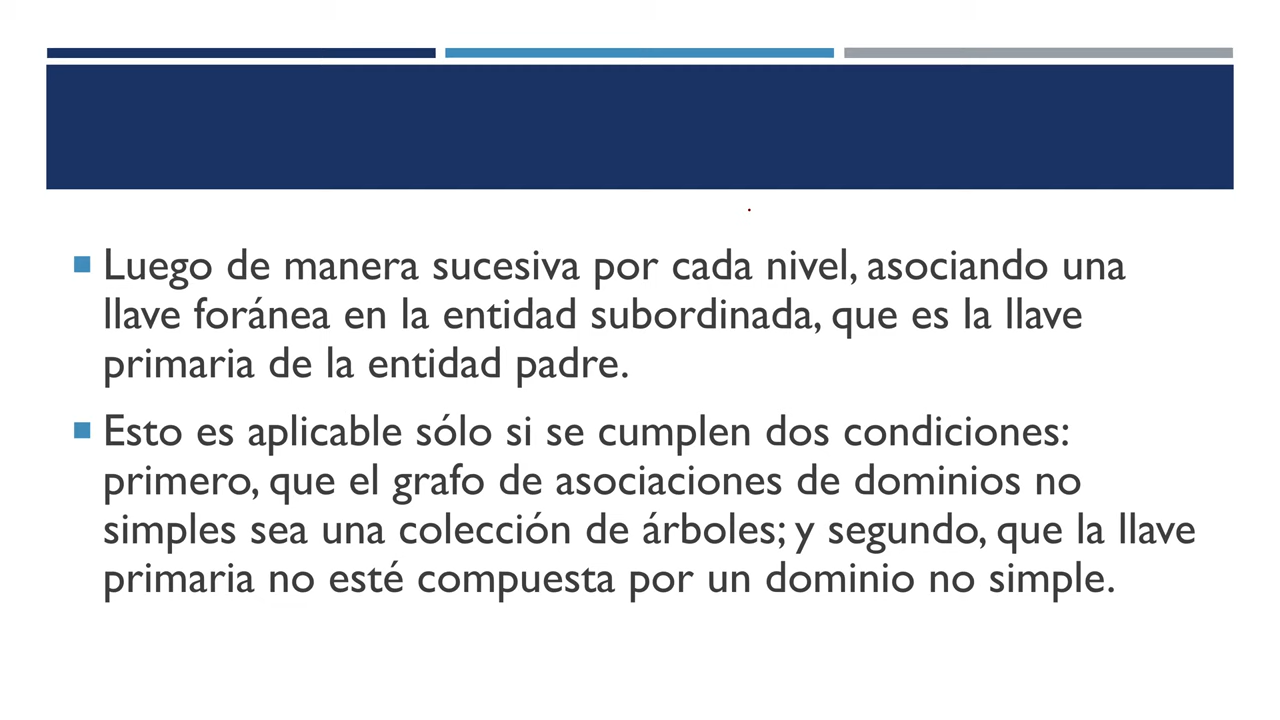 Luego de manera sucesiva por cada nivel, asociando una
llave foránea en la entidad subordinada, que es la llave
primaria de la entidad padre.
Esto es aplicable sólo si se cumplen dos condiciones:
primero, que el grafo de asociaciones de dominios no
simples sea una colección de árboles; y segundo, que la llave
primaria no esté compuesta por un dominio no simple.